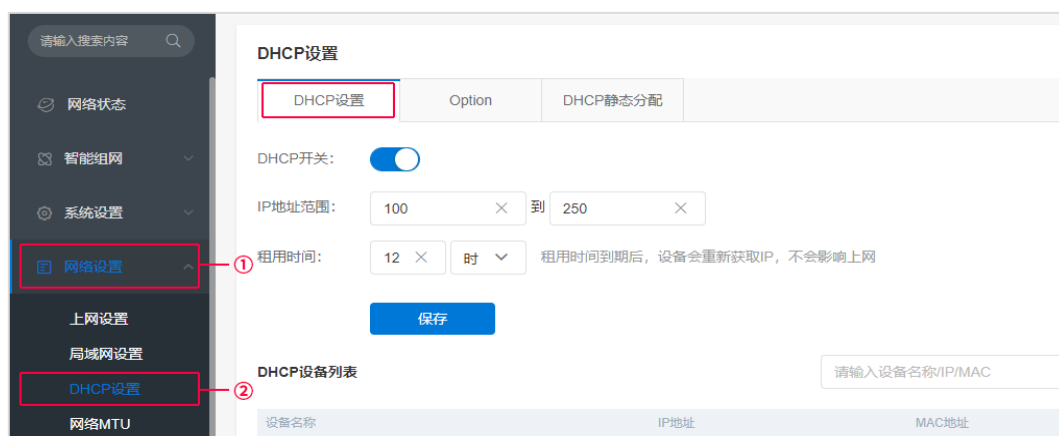 请输入搜索内容
网络状态
智能组网
系统设置
网络设置
①
上网设置
局域网设置
DHCP设置
②
网络MTU
DHCP设置
DHCP设置 Option DHCP静态分配
DHCP开关：
IP地址范围： 100 到 250
租用时间： 12 时 租用时间到期后，设备会重新获取IP，不会影响上网
保存
DHCP设备列表 请输入设备名称/IP/MAC
设备名称 IP地址 MAC地址